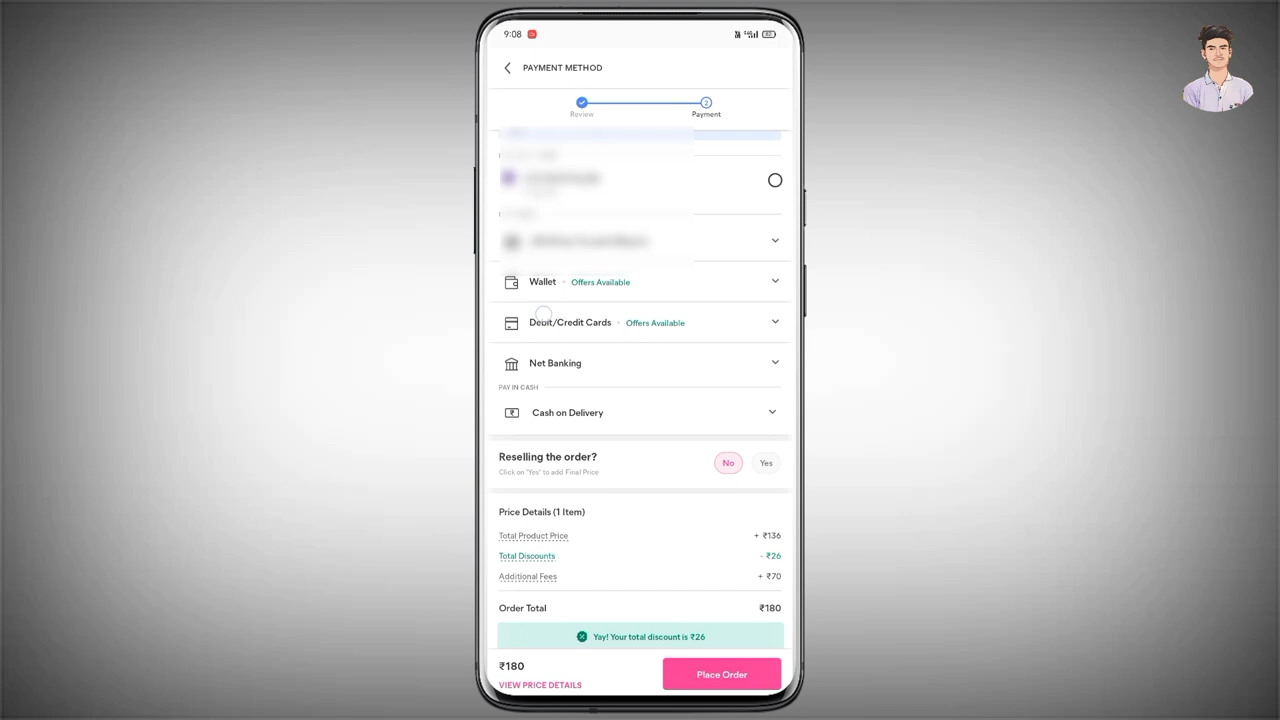 9:08
PAYMENT METHOD
2
Review
Payment
Wallet • Offers Available
Debit/Credit Cards • Offers Available
Net Banking
PAY IN CASH
Cash on Delivery
Reselling the order?
No
Yes
Click on "Yes" to add Final Price
Price Details (1 Item)
Total Product Price + ₹136
Total Discounts - ₹26
Additional Fees + ₹70
Order Total ₹180
Yay! Your total discount is ₹26
₹180
Place Order
VIEW PRICE DETAILS